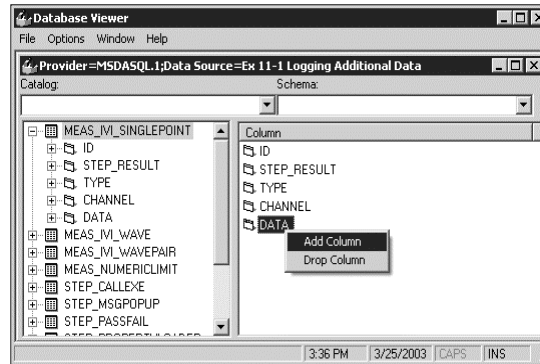 Database Viewer
File Options Window Help
Provider=MSDASQL.1;Data Source=Ex 11-1 Logging Additional Data
Catalog: Schema:
MEAS_IVI_SINGLEPOINT
ID
STEP_RESULT
TYPE
CHANNEL
DATA
MEAS_IVI_WAVE
MEAS_IVI_WAVEPAIR
MEAS_NUMERICLIMIT
STEP_CALLEXE
STEP_MSGPOPUP
STEP_PASSFAIL
STEP_PROPERTYLOADER
Column
ID
STEP_RESULT
TYPE
CHANNEL
DATA
Add Column
Drop Column
3:36 PM 3/25/2003 CAPS INS